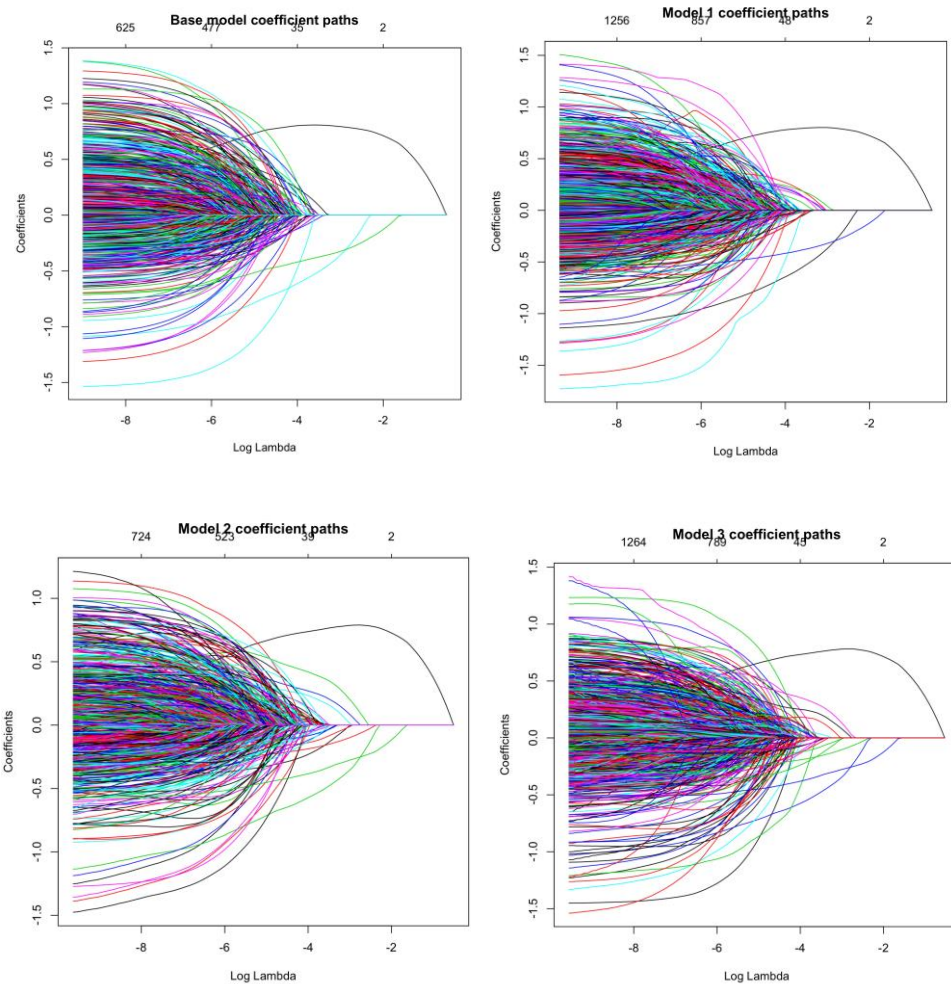 Base model coefficient paths
625 477 35 2
1.5
1.0
0.5
0.0
-0.5
-1.0
-1.5
Coefficients
-8 -6 -4 -2
Log Lambda
Model 1 coefficient paths
1256 857 48 2
1.5
1.0
0.5
0.0
-0.5
-1.0
-1.5
Coefficients
-8 -6 -4 -2
Log Lambda
Model 2 coefficient paths
724 523 39 2
1.0
0.5
0.0
-0.5
-1.0
-1.5
Coefficients
-8 -6 -4 -2
Log Lambda
Model 3 coefficient paths
1264 789 45 2
1.5
1.0
0.5
0.0
-0.5
-1.0
-1.5
Coefficients
-8 -6 -4 -2
Log Lambda